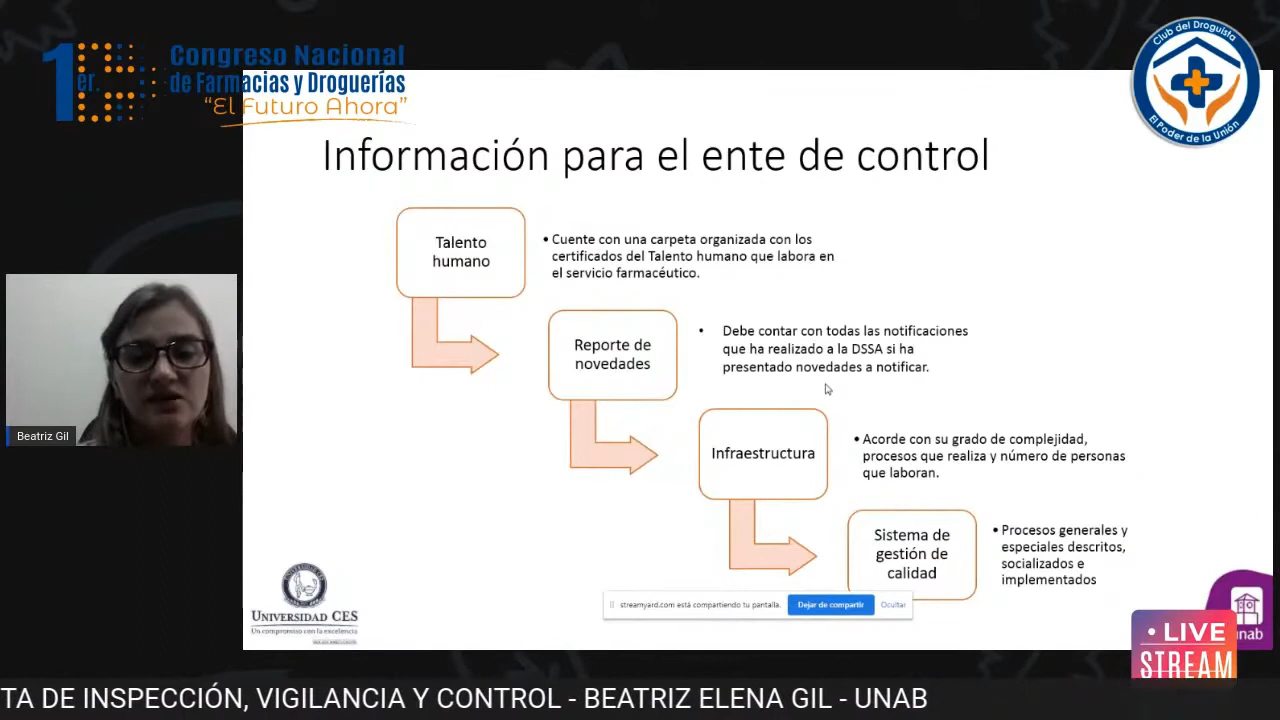 1er.
Congreso Nacional
de Farmacias y Droguerías
“El Futuro Ahora”
Club del Droguista
El Poder de la Unión
Información para el ente de control
Talento
humano
• Cuente con una carpeta organizada con los
certificados del Talento humano que labora en
el servicio farmacéutico.
Reporte de
novedades
• Debe contar con todas las notificaciones
que ha realizado a la DSSA si ha
presentado novedades a notificar.
Infraestructura
• Acorde con su grado de complejidad,
procesos que realiza y número de personas
que laboran.
Sistema de
gestión de
calidad
• Procesos generales y
especiales descritos,
socializados e
implementados
Beatriz Gil
streamyard.com está compartiendo tu pantalla.
Dejar de compartir
Ocultar
UNIVERSIDAD CES
Un compromiso con la excelencia
unab
• LIVE
STREAM
TA DE INSPECCIÓN, VIGILANCIA Y CONTROL - BEATRIZ ELENA GIL - UNAB